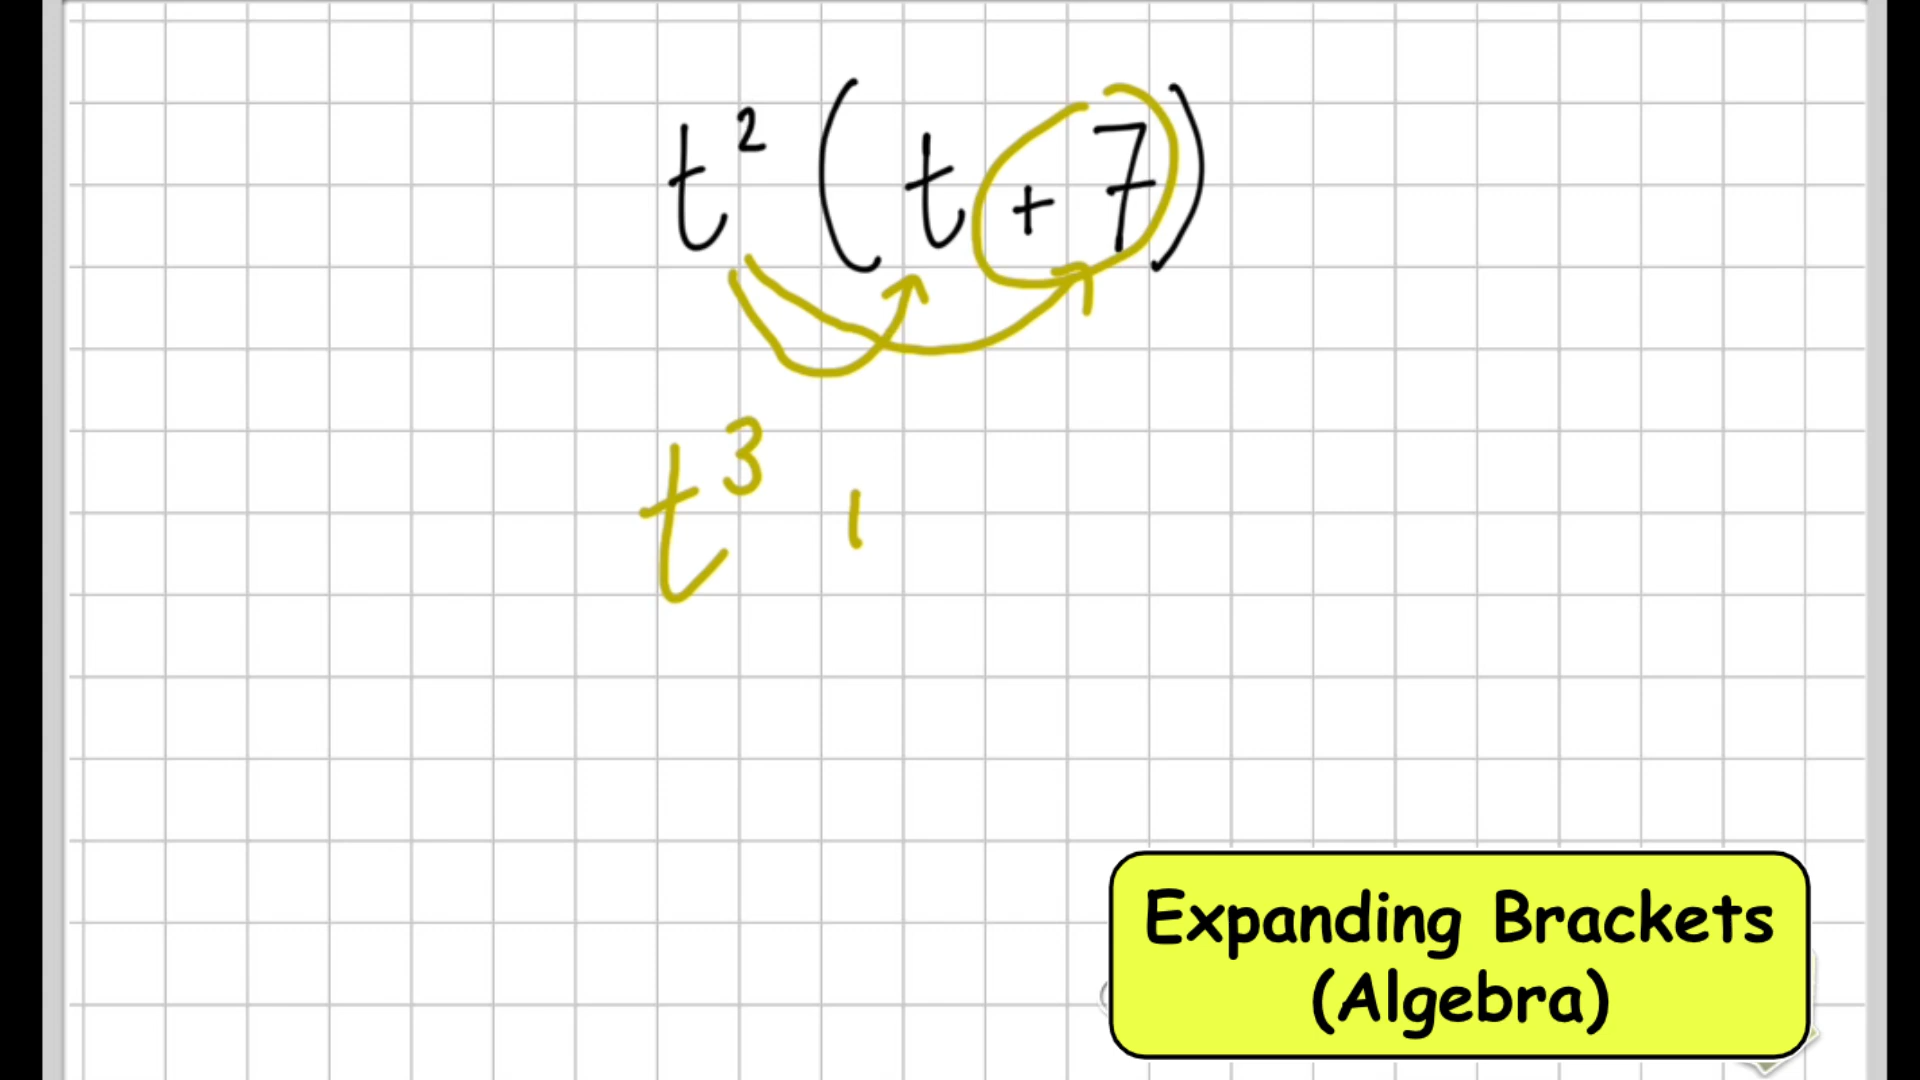 t² (t + 7)
t³ ı
Expanding Brackets
(Algebra)